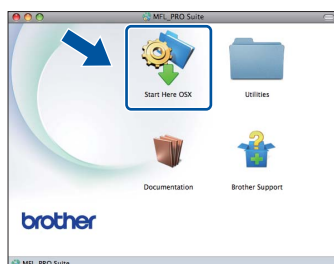 MFL_PRO Suite
Start Here OSX
Utilities
Documentation
Brother Support
brother
MFL_PRO Suite